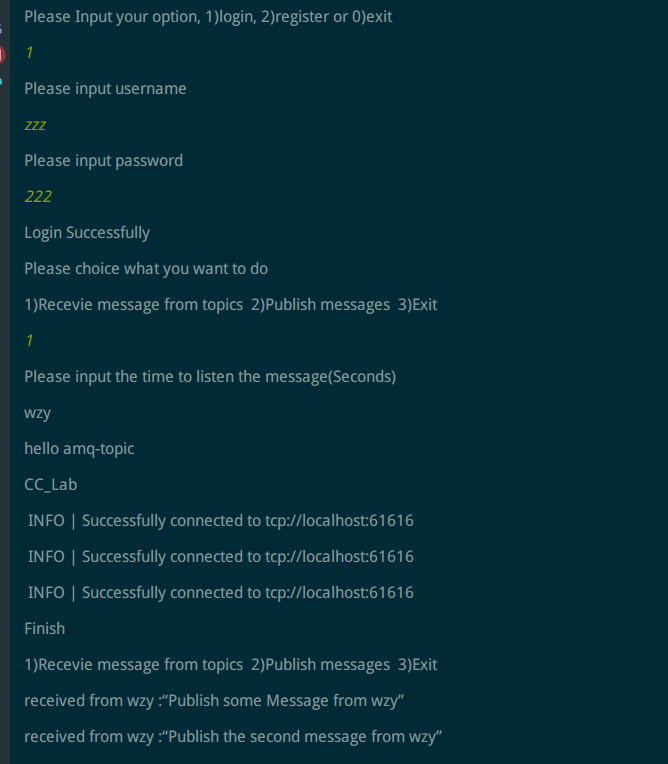 Please Input your option, 1)login, 2)register or 0)exit
1
Please input username
zzz
Please input password
222
Login Successfully
Please choice what you want to do
1)Recevie message from topics  2)Publish messages  3)Exit
1
Please input the time to listen the message(Seconds)
wzy
hello amq-topic
CC_Lab
INFO | Successfully connected to tcp://localhost:61616
INFO | Successfully connected to tcp://localhost:61616
INFO | Successfully connected to tcp://localhost:61616
Finish
1)Recevie message from topics  2)Publish messages  3)Exit
received from wzy :“Publish some Message from wzy”
received from wzy :“Publish the second message from wzy”